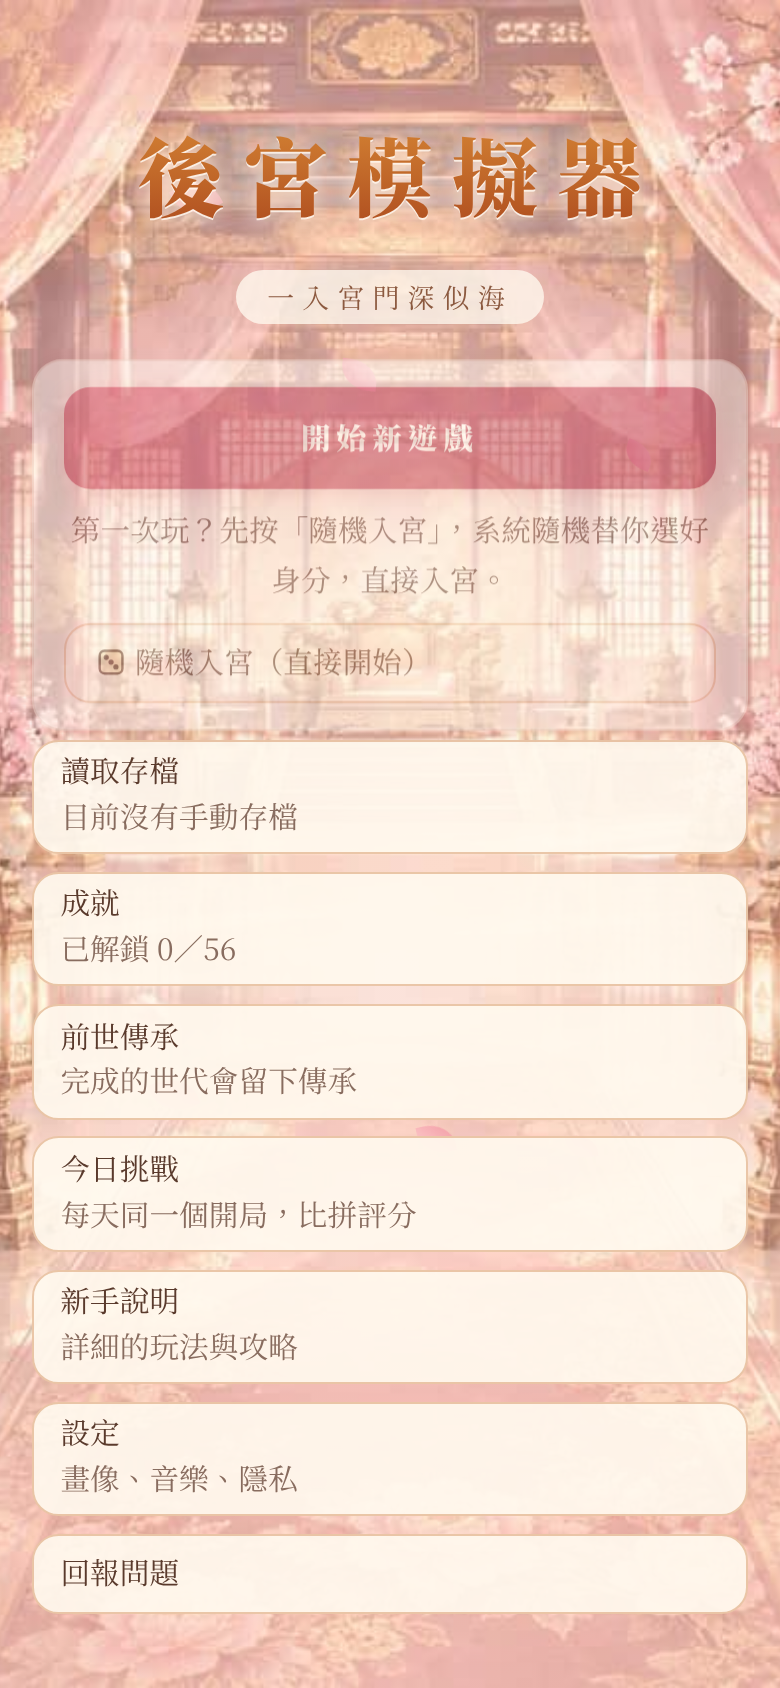 後宮模擬器
一入宮門深似海
開始新遊戲
第一次玩？先按「隨機入宮」，系統隨機替你選好
身分，直接入宮。
隨機入宮（直接開始）
讀取存檔
目前沒有手動存檔
成就
已解鎖 0／56
前世傳承
完成的世代會留下傳承
今日挑戰
每天同一個開局，比拼評分
新手說明
詳細的玩法與攻略
設定
畫像、音樂、隱私
回報問題